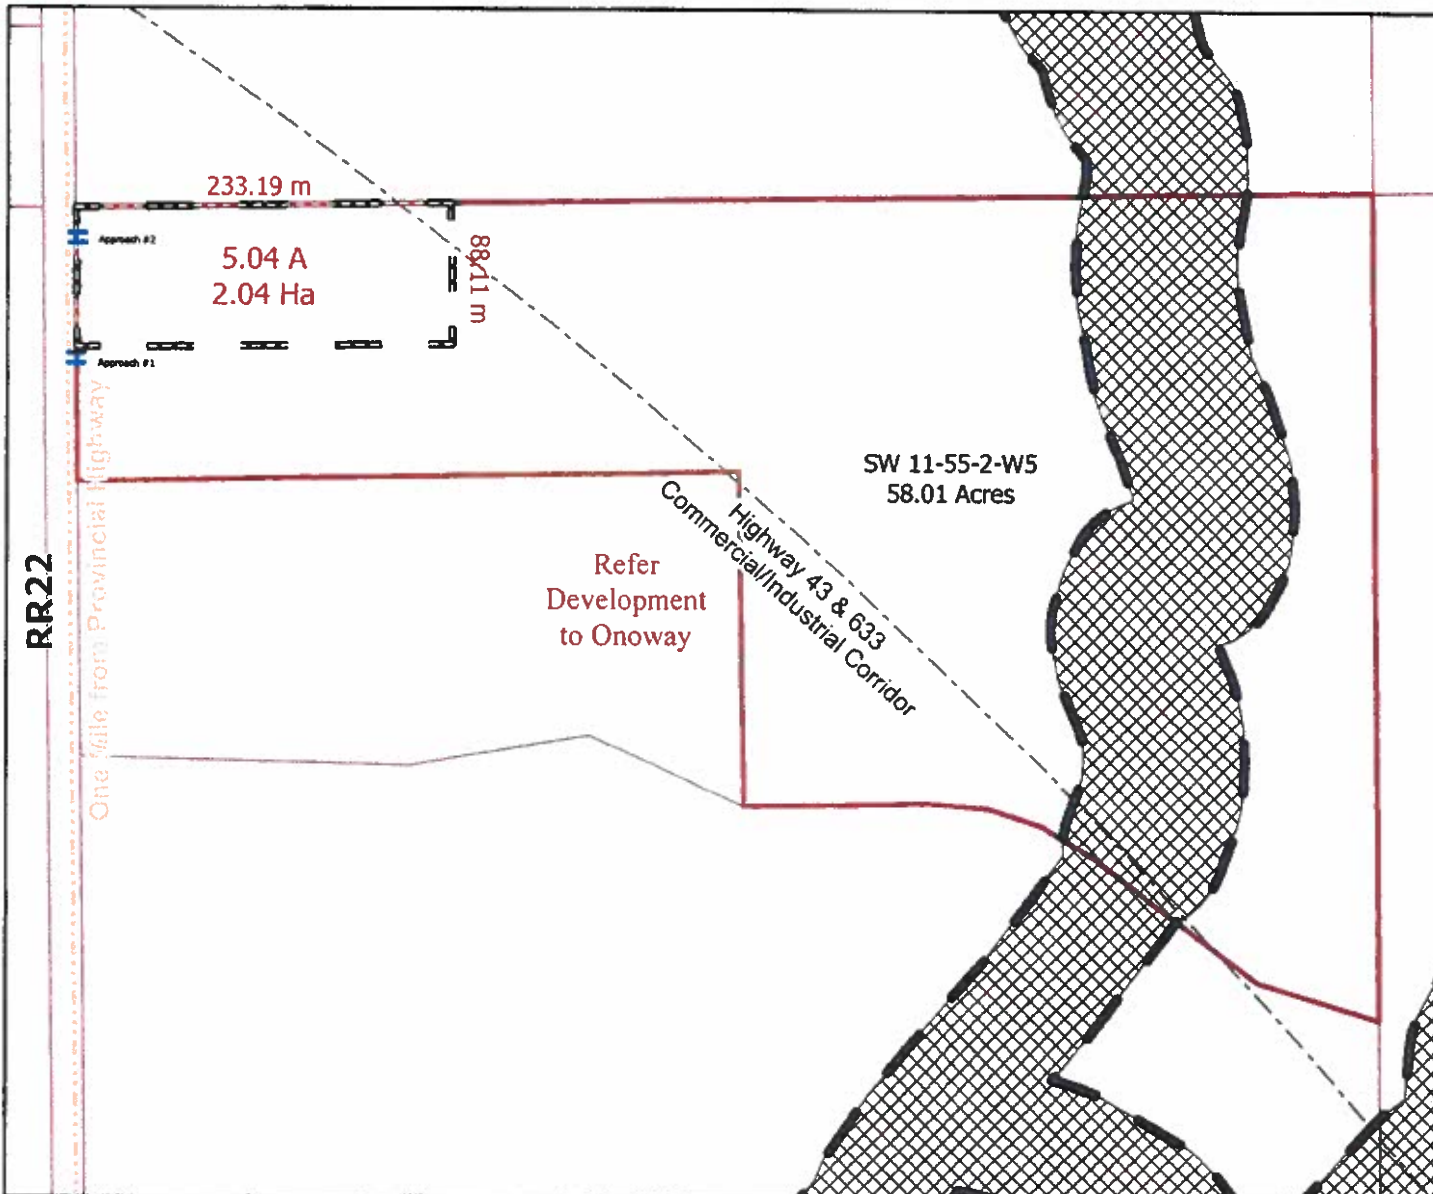 233.19 m
Approach #2
5.04 A
2.04 Ha
88.11 m
Approach #1
One Mile from Provincial Highway
RR22
SW 11-55-2-W5
58.01 Acres
Highway 43 & 633
Commercial/Industrial Corridor
Refer
Development
to Onoway